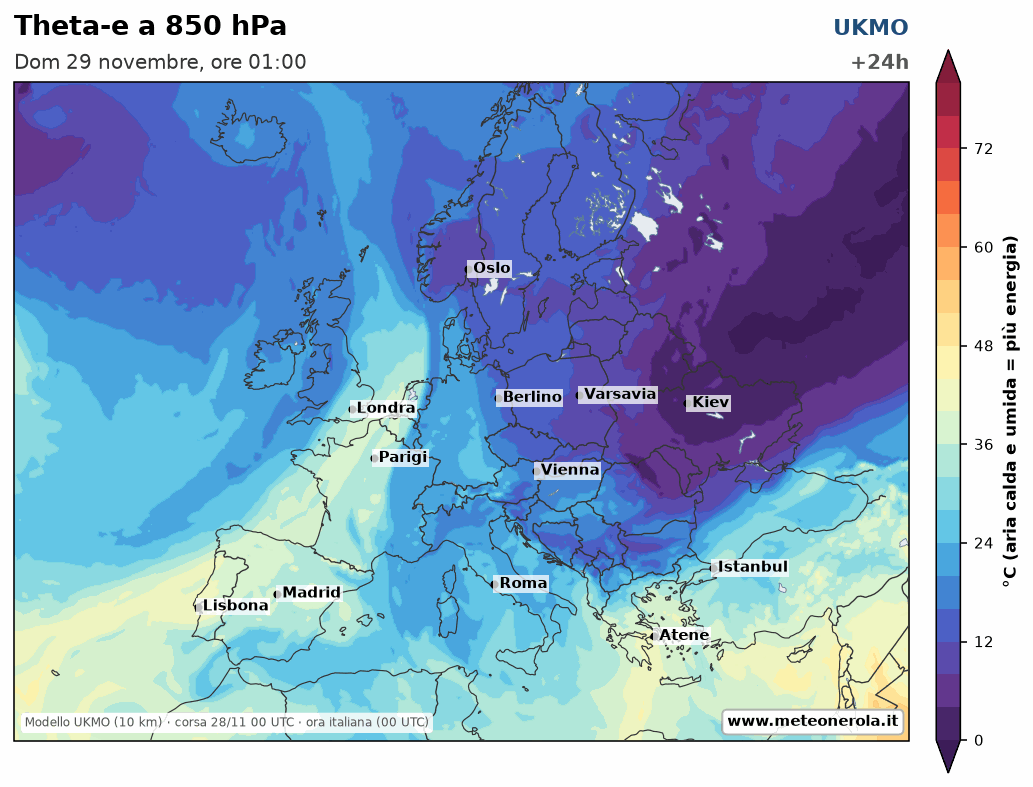 Theta-e a 850 hPa
UKMO
Dom 29 novembre, ore 01:00
+24h
Oslo
Berlino
Varsavia
Kiev
Londra
Parigi
Vienna
Istanbul
Roma
Madrid
Lisbona
Atene
72
60
48
36
24
12
0
°C (aria calda e umida = più energia)
Modello UKMO (10 km) · corsa 28/11 00 UTC · ora italiana (00 UTC)
www.meteonerola.it